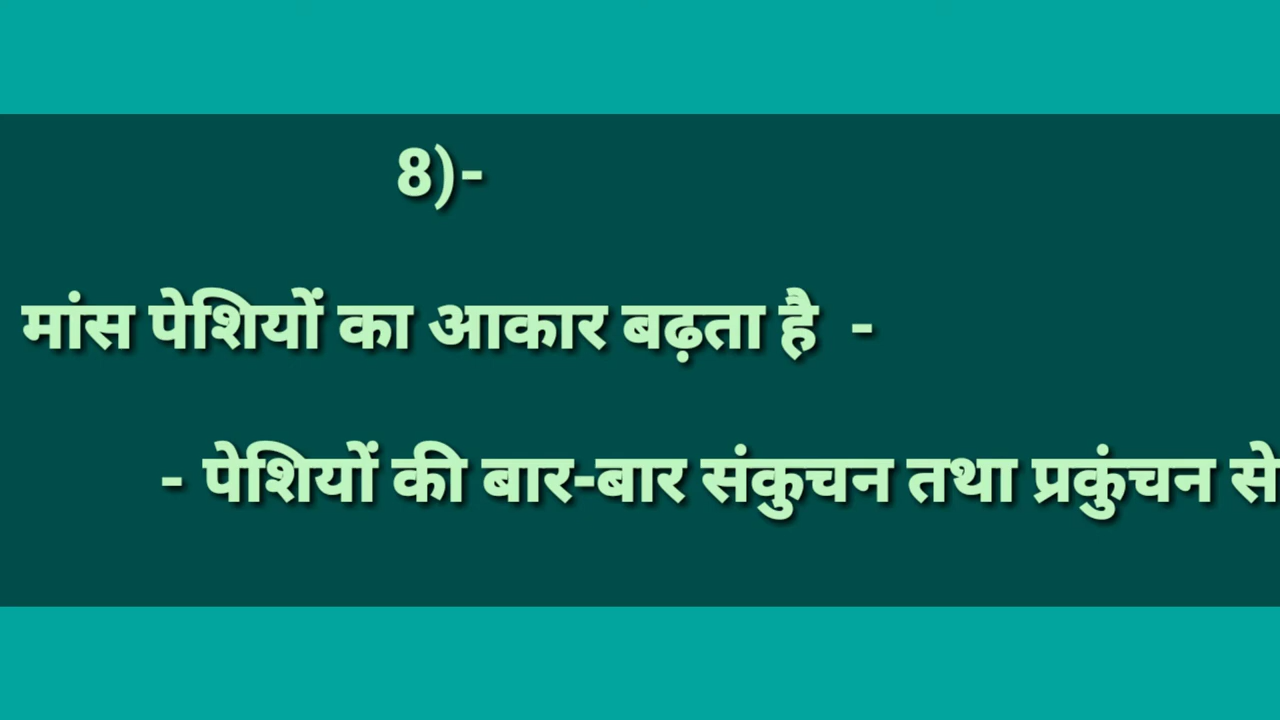 8)-
मांस पेशियों का आकार बढ़ता है -
- पेशियों की बार-बार संकुचन तथा प्रकुंचन से